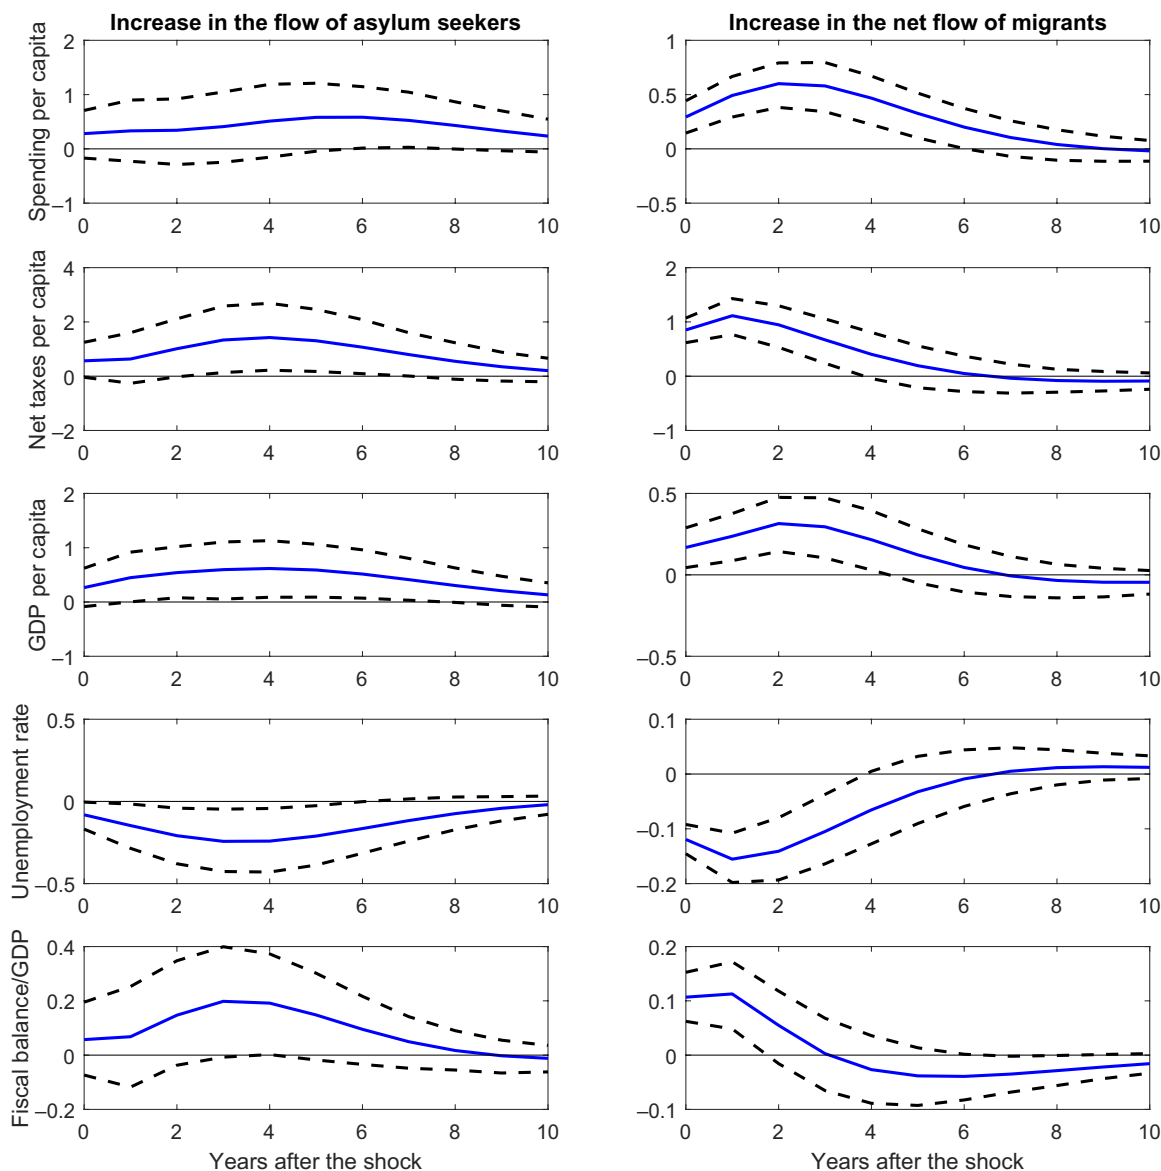 Increase in the flow of asylum seekers
Increase in the net flow of migrants
Spending per capita
2
1
0
–1
0 2 4 6 8 10
1
0.5
0
–0.5
0 2 4 6 8 10
Net taxes per capita
4
2
0
–2
0 2 4 6 8 10
2
1
0
–1
0 2 4 6 8 10
GDP per capita
2
1
0
–1
0 2 4 6 8 10
0.5
0
–0.5
0 2 4 6 8 10
Unemployment rate
0.5
0
–0.5
0 2 4 6 8 10
0.1
0
–0.1
–0.2
0 2 4 6 8 10
Fiscal balance/GDP
0.4
0.2
0
–0.2
0 2 4 6 8 10
Years after the shock
0.2
0.1
0
–0.1
0 2 4 6 8 10
Years after the shock